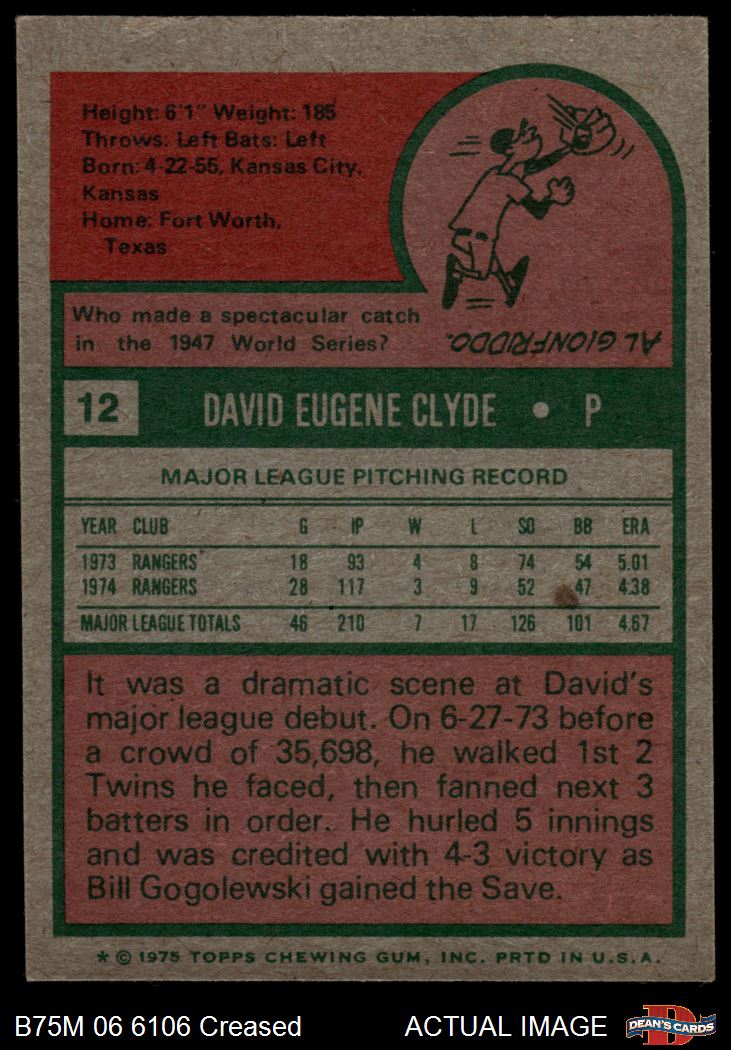 Height: 6'1" Weight: 185
Throws: Left Bats: Left
Born: 4-22-55, Kansas City,
Kansas
Home: Fort Worth,
Texas
Who made a spectacular catch
in the 1947 World Series?
AL GIONFRIDDO.
12 DAVID EUGENE CLYDE • P
MAJOR LEAGUE PITCHING RECORD
YEAR CLUB G IP W L SO BB ERA
1973 RANGERS 18 93 4 8 74 54 5.01
1974 RANGERS 28 117 3 9 52 47 4.38
MAJOR LEAGUE TOTALS 46 210 7 17 126 101 4.67
It was a dramatic scene at David's
major league debut. On 6-27-73 before
a crowd of 35,698, he walked 1st 2
Twins he faced, then fanned next 3
batters in order. He hurled 5 innings
and was credited with 4-3 victory as
Bill Gogolewski gained the Save.
* © 1975 TOPPS CHEWING GUM, INC. PRTD IN U.S.A.
B75M 06 6106 Creased ACTUAL IMAGE
D
DEAN'S CARDS